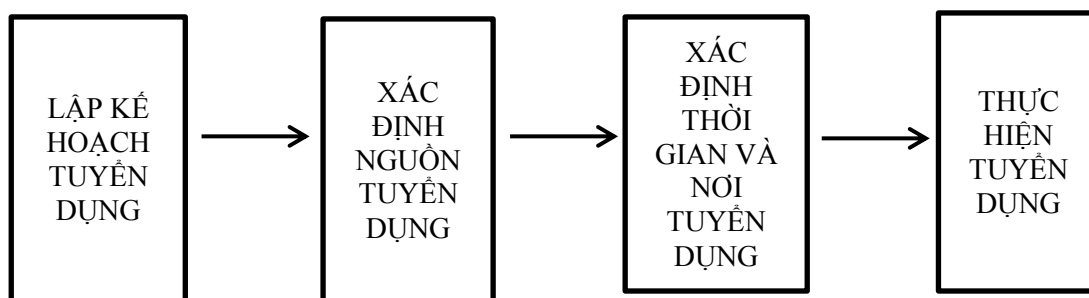 LẬP KẾ
HOẠCH
TUYỂN
DỤNG
XÁC
ĐỊNH
NGUỒN
TUYỂN
DỤNG
XÁC
ĐỊNH
THỜI
GIAN VÀ
NƠI
TUYỂN
DỤNG
THỰC
HIỆN
TUYỂN
DỤNG